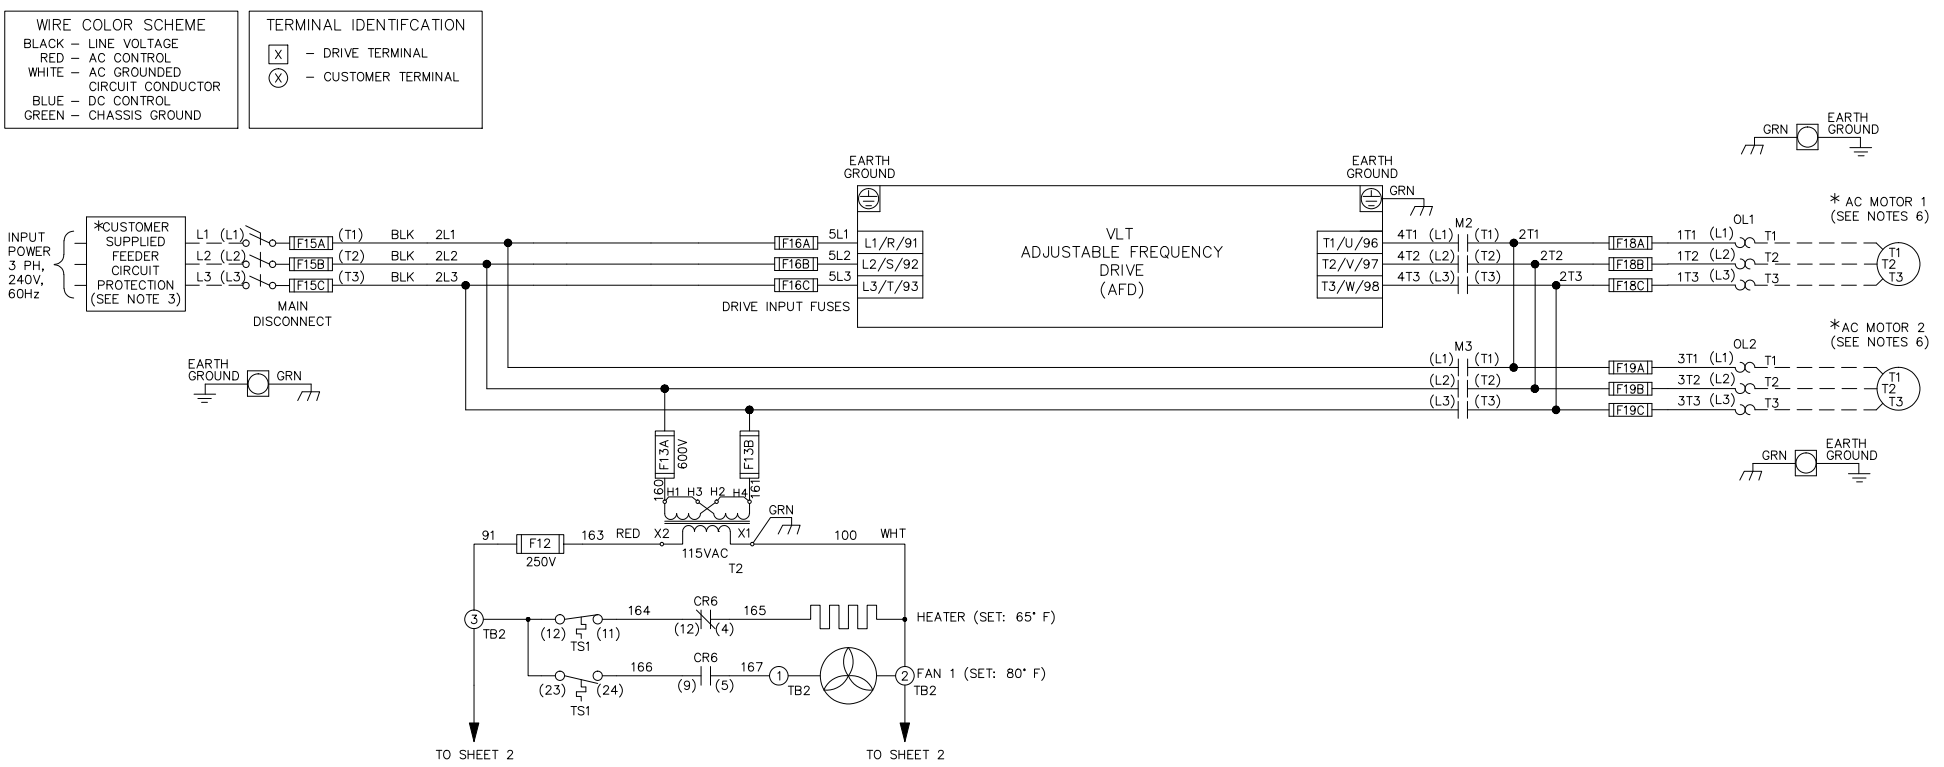 WIRE COLOR SCHEME
BLACK – LINE VOLTAGE
RED – AC CONTROL
WHITE – AC GROUNDED
CIRCUIT CONDUCTOR
BLUE – DC CONTROL
GREEN – CHASSIS GROUND
TERMINAL IDENTIFCATION
X – DRIVE TERMINAL
X – CUSTOMER TERMINAL
INPUT
POWER
3 PH,
240V,
60Hz
*CUSTOMER
SUPPLIED
FEEDER
CIRCUIT
PROTECTION
(SEE NOTE 3)
L1 (L1) F15A (T1) BLK 2L1 F16A 5L1 L1/R/91
L2 (L2) F15B (T2) BLK 2L2 F16B 5L2 L2/S/92
L3 (L3) F15C (T3) BLK 2L3 F16C 5L3 L3/T/93
MAIN
DISCONNECT
DRIVE INPUT FUSES
EARTH
GROUND
GRN
EARTH
GROUND
VLT
ADJUSTABLE FREQUENCY
DRIVE
(AFD)
EARTH
GROUND
GRN
M2
T1/U/96 4T1 (L1) (T1) 2T1 F18A 1T1 (L1) T1
T2/V/97 4T2 (L2) (T2) 2T2 F18B 1T2 (L2) T2
T3/W/98 4T3 (L3) (T3) 2T3 F18C 1T3 (L3) T3
OL1
GRN
EARTH
GROUND
* AC MOTOR 1
(SEE NOTES 6)
T1
T2
T3
M3
(L1) (T1) F19A 3T1 (L1) T1
(L2) (T2) F19B 3T2 (L2) T2
(L3) (T3) F19C 3T3 (L3) T3
OL2
*AC MOTOR 2
(SEE NOTES 6)
T1
T2
T3
GRN
EARTH
GROUND
F13A
600V
F13B
160
H1 H3 H2 H4
161
GRN
91 F12 163 RED X2 X1 100 WHT
250V
115VAC
T2
3
TB2
(12) (11)
TS1
164
CR6
(12) (4)
165
HEATER (SET: 65° F)
(23) (24)
TS1
166
CR6
(9) (5)
167
1
TB2
2
TB2
FAN 1 (SET: 80° F)
TO SHEET 2
TO SHEET 2